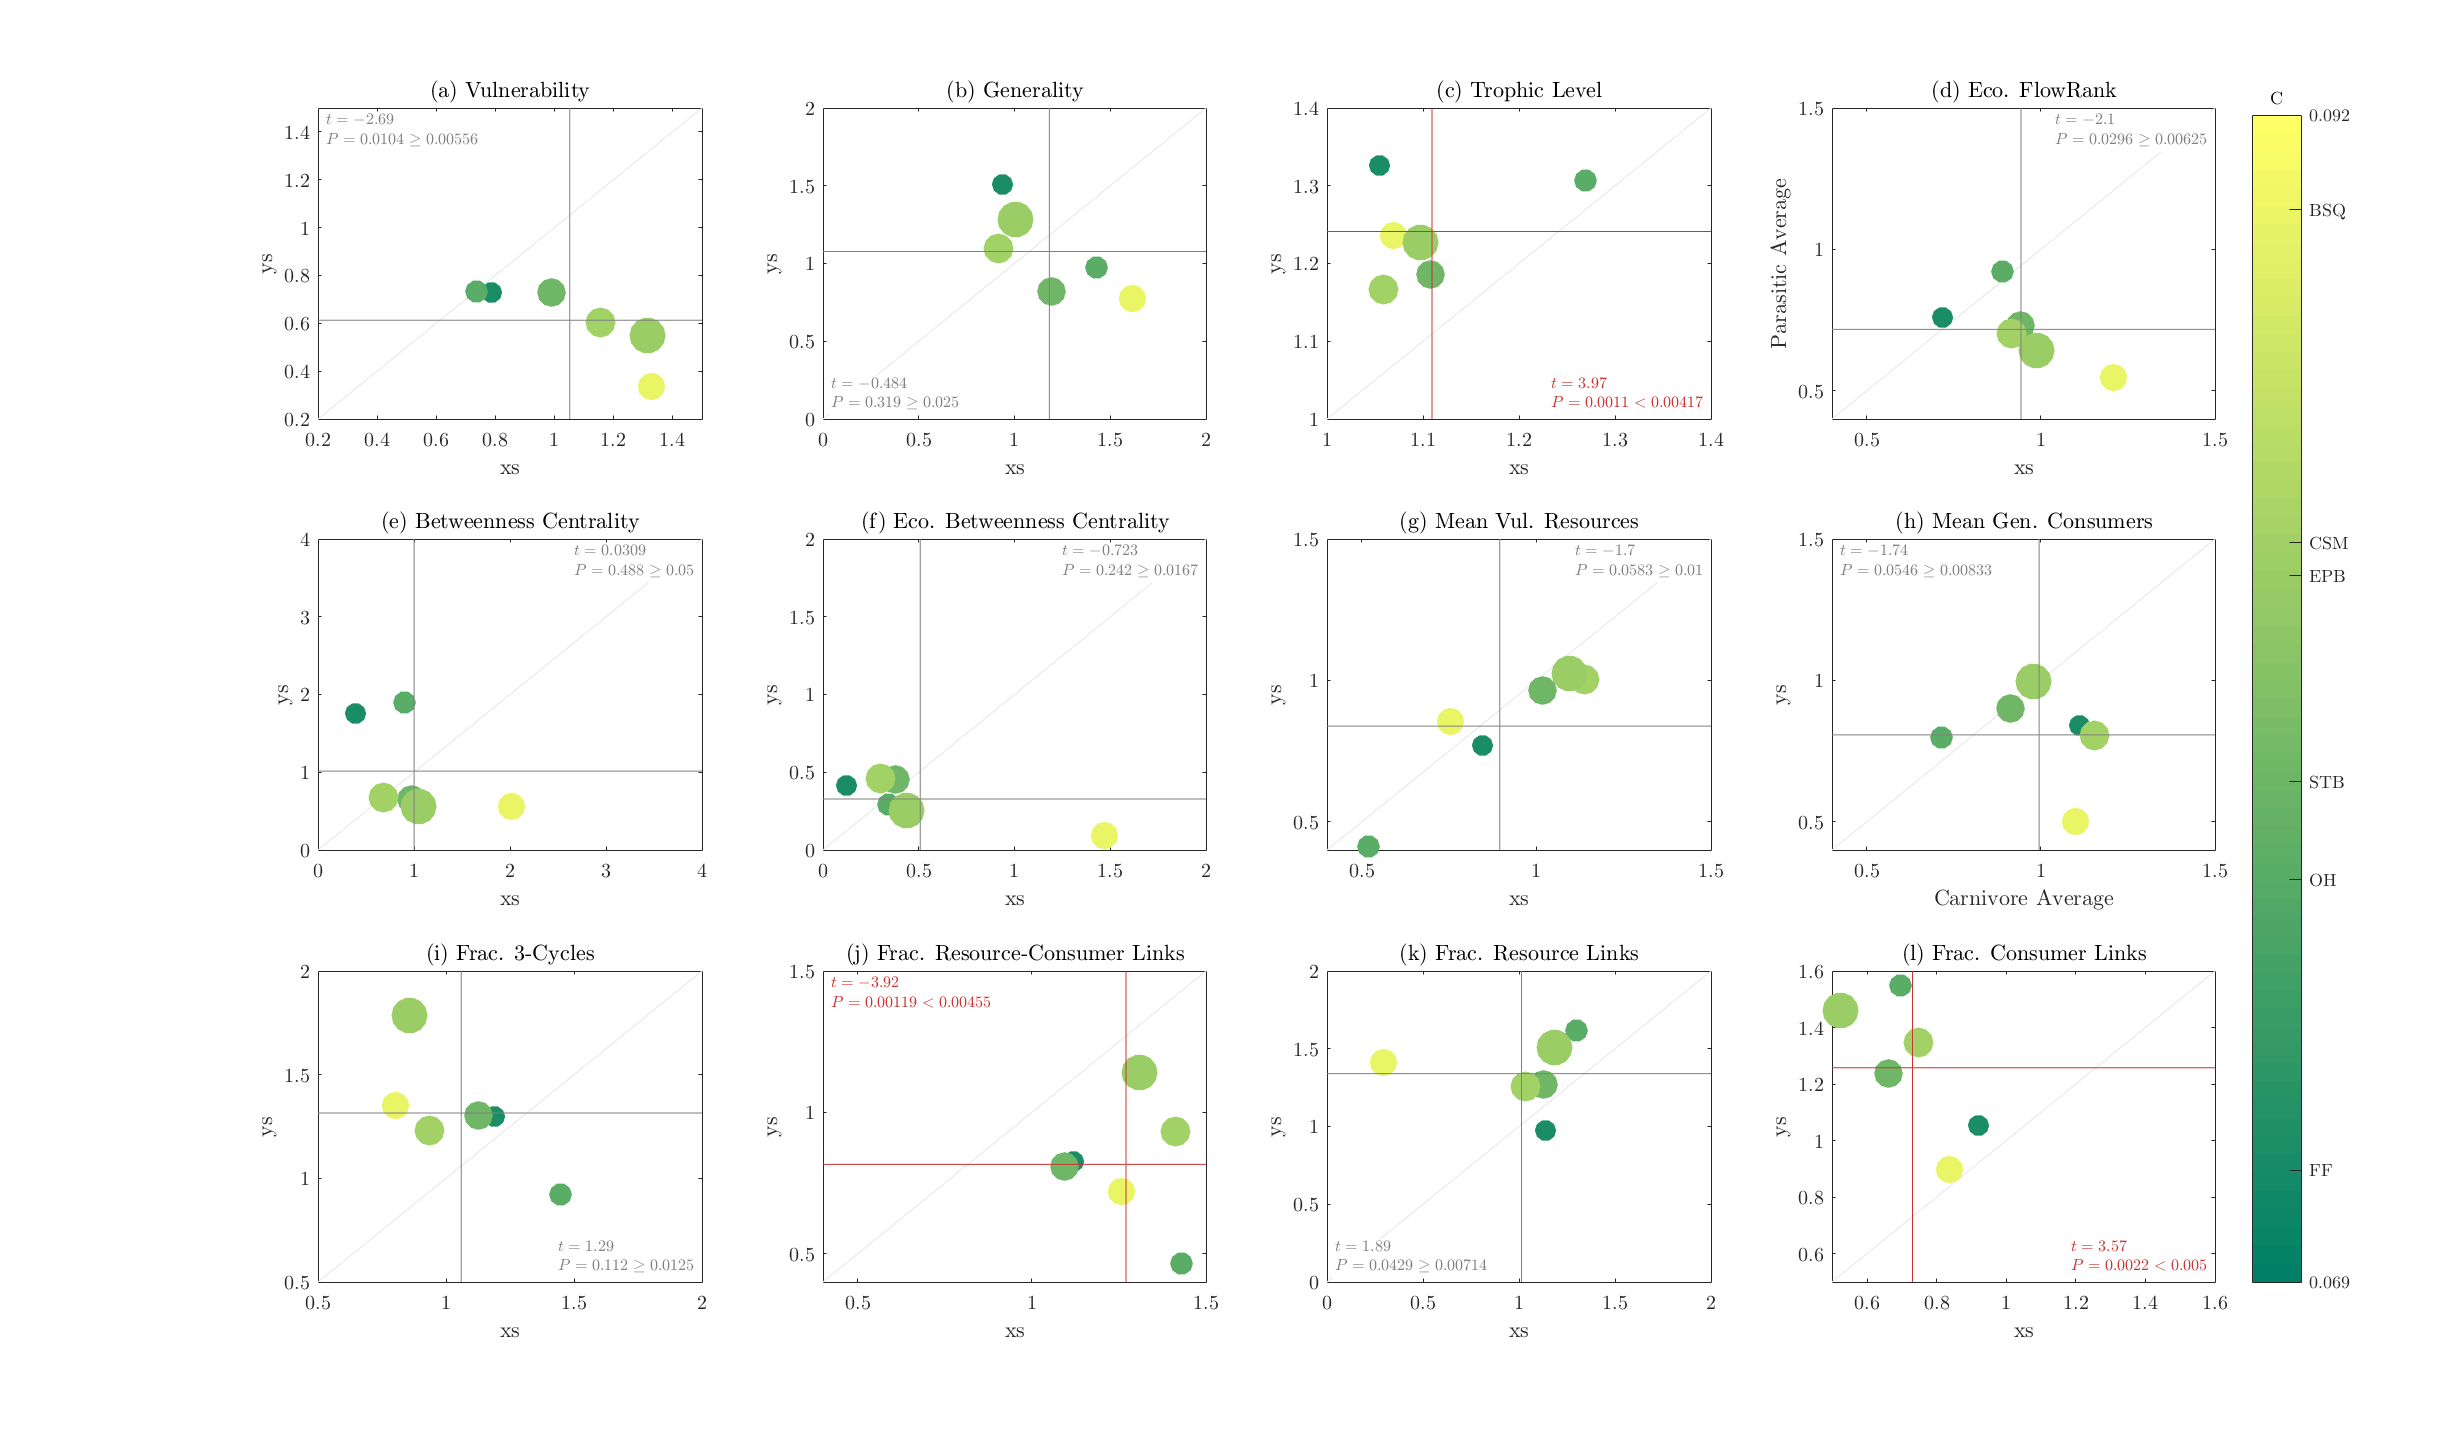 (a) Vulnerability
t = −2.69
P = 0.0104 ≥ 0.00556
1.4
1.2
1
0.8
0.6
0.4
0.2
ys
0.2 0.4 0.6 0.8 1 1.2 1.4
xs
(b) Generality
2
1.5
1
0.5
0
ys
t = −0.484
P = 0.319 ≥ 0.025
0 0.5 1 1.5 2
xs
(c) Trophic Level
1.4
1.3
1.2
1.1
1
ys
t = 3.97
P = 0.0011 < 0.00417
1 1.1 1.2 1.3 1.4
xs
(d) Eco. FlowRank
t = −2.1
P = 0.0296 ≥ 0.00625
1.5
1
0.5
Parasitic Average
0.5 1 1.5
xs
(e) Betweenness Centrality
t = 0.0309
P = 0.488 ≥ 0.05
4
3
2
1
0
ys
0 1 2 3 4
xs
(f) Eco. Betweenness Centrality
t = −0.723
P = 0.242 ≥ 0.0167
2
1.5
1
0.5
0
ys
0 0.5 1 1.5 2
xs
(g) Mean Vul. Resources
t = −1.7
P = 0.0583 ≥ 0.01
1.5
1
0.5
ys
0.5 1 1.5
xs
(h) Mean Gen. Consumers
t = −1.74
P = 0.0546 ≥ 0.00833
1.5
1
0.5
ys
0.5 1 1.5
Carnivore Average
(i) Frac. 3-Cycles
2
1.5
1
0.5
ys
t = 1.29
P = 0.112 ≥ 0.0125
0.5 1 1.5 2
xs
(j) Frac. Resource-Consumer Links
t = −3.92
P = 0.00119 < 0.00455
1.5
1
0.5
ys
0.5 1 1.5
xs
(k) Frac. Resource Links
2
1.5
1
0.5
0
ys
t = 1.89
P = 0.0429 ≥ 0.00714
0 0.5 1 1.5 2
xs
(l) Frac. Consumer Links
1.6
1.4
1.2
1
0.8
0.6
ys
t = 3.57
P = 0.0022 < 0.005
0.6 0.8 1 1.2 1.4 1.6
xs
C
0.092
BSQ
CSM
EPB
STB
OH
FF
0.069